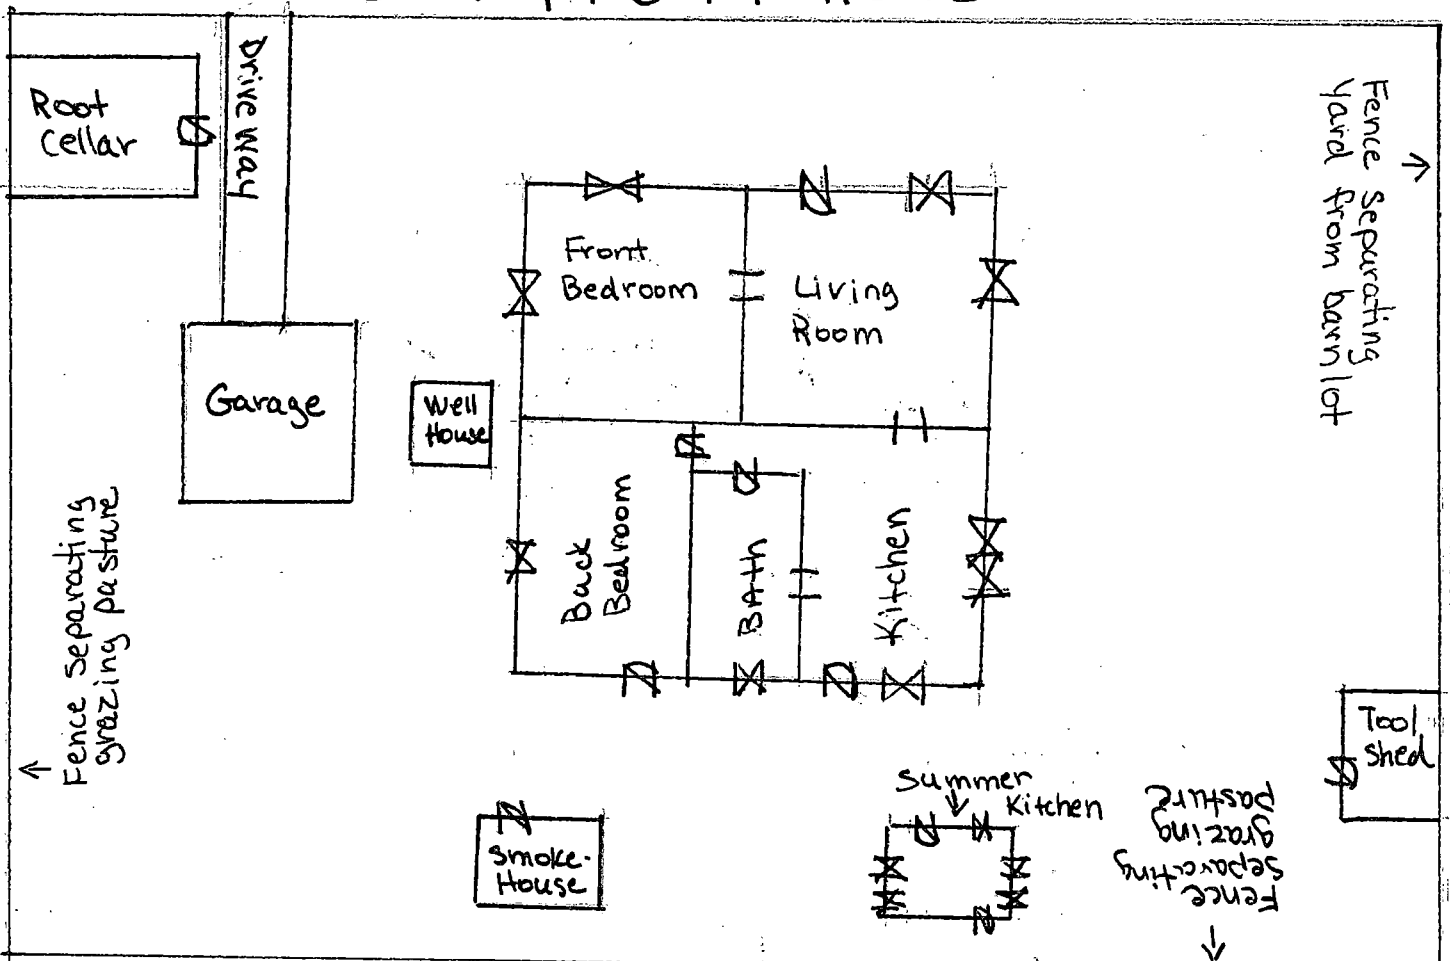 Root
Cellar
Drive Way
Fence Separating
yard from barn lot
Front
Bedroom
Living
Room
Garage
Well
House
Fence separating
grazing pasture
Back
Bedroom
BAth
Kitchen
Tool
shed
Summer
Kitchen
Fence
separating
grazing
pasture
Smoke-
House